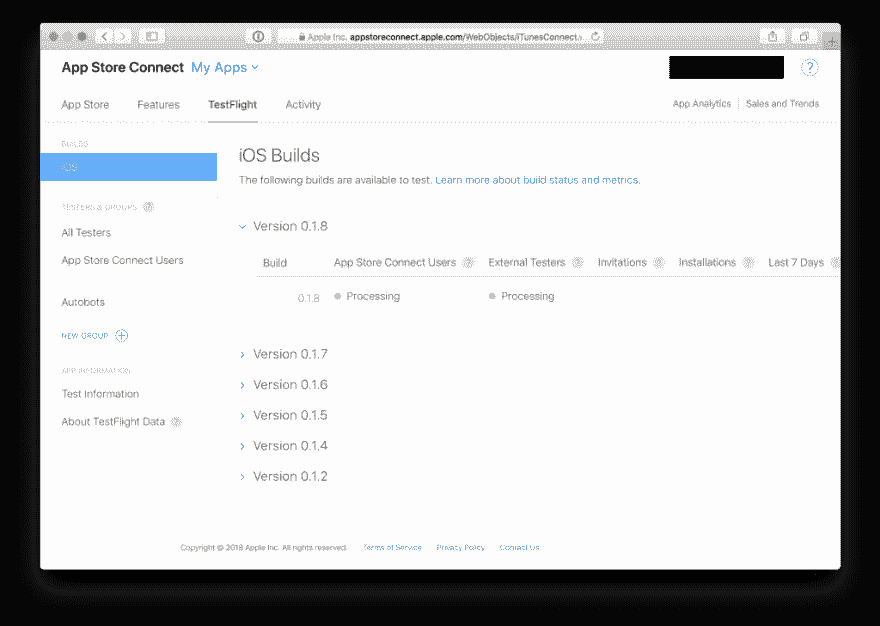 Apple Inc. appstoreconnect.apple.com/WebObjects/iTunesConnect.w
App Store Connect My Apps
?
App Store Features TestFlight Activity App Analytics Sales and Trends
BUILDS
iOS
TESTERS & GROUPS ?
All Testers
App Store Connect Users
Autobots
NEW GROUP +
APP INFORMATION
Test Information
About TestFlight Data ?
iOS Builds
The following builds are available to test. Learn more about build status and metrics.
Version 0.1.8
Build App Store Connect Users ? External Testers ? Invitations ? Installations ? Last 7 Days ?
0.1.8 Processing Processing
Version 0.1.7
Version 0.1.6
Version 0.1.5
Version 0.1.4
Version 0.1.2
Copyright © 2018 Apple Inc. All rights reserved. Terms of Service Privacy Policy Contact Us